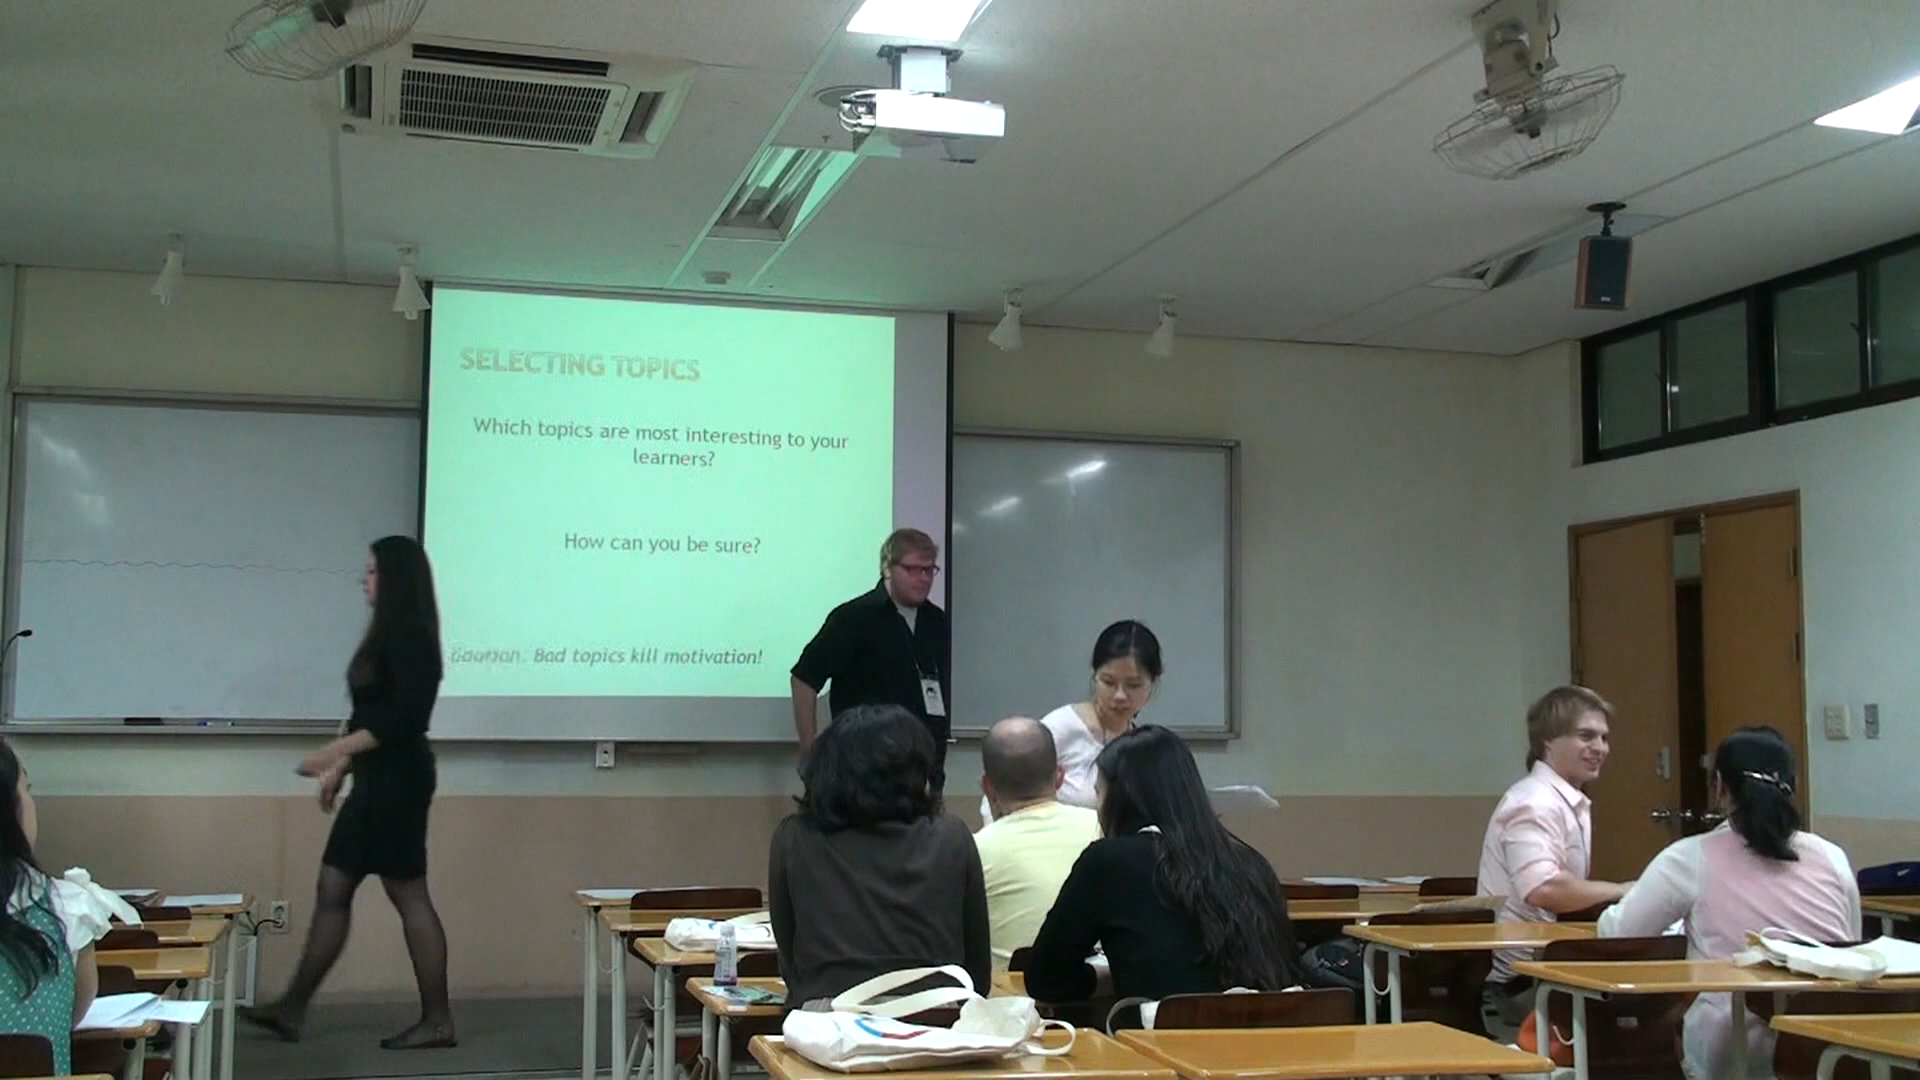 SELECTING TOPICS
Which topics are most interesting to your
learners?
How can you be sure?
Bad topics kill motivation!